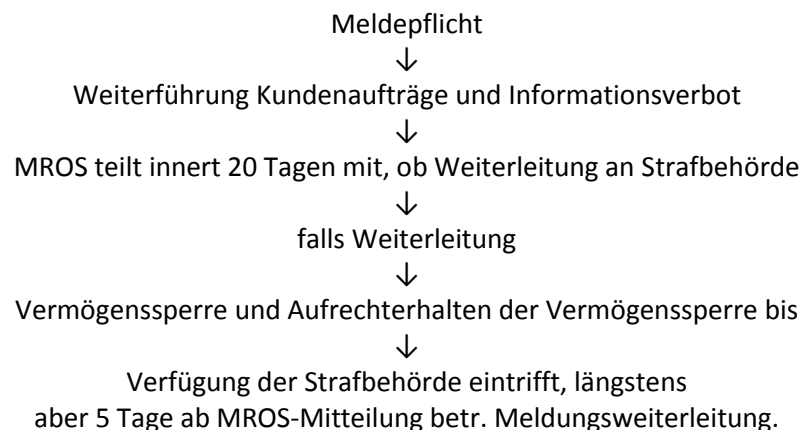 Meldepflicht
↓
Weiterführung Kundenaufträge und Informationsverbot
↓
MROS teilt innert 20 Tagen mit, ob Weiterleitung an Strafbehörde
↓
falls Weiterleitung
↓
Vermögenssperre und Aufrechterhalten der Vermögenssperre bis
↓
Verfügung der Strafbehörde eintrifft, längstens
aber 5 Tage ab MROS-Mitteilung betr. Meldungsweiterleitung.